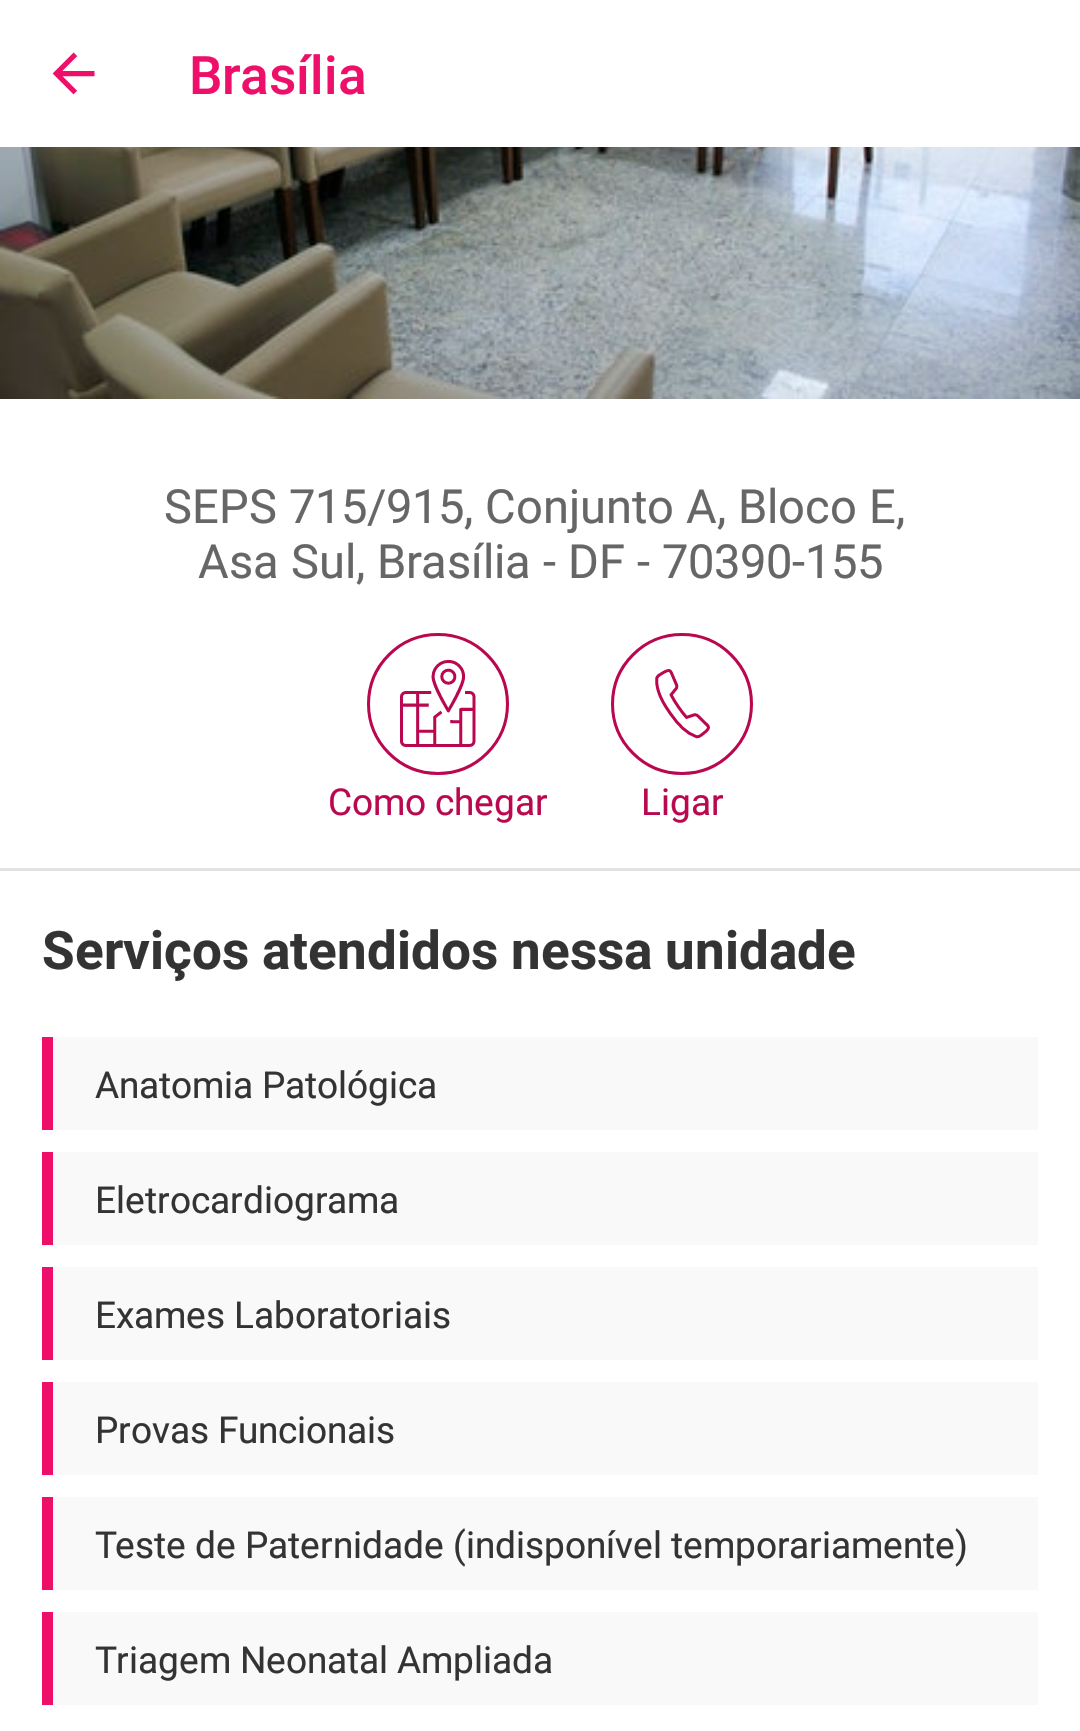 Brasília
SEPS 715/915, Conjunto A, Bloco E,
Asa Sul, Brasília - DF - 70390-155
Como chegar
Ligar
Serviços atendidos nessa unidade
Anatomia Patológica
Eletrocardiograma
Exames Laboratoriais
Provas Funcionais
Teste de Paternidade (indisponível temporariamente)
Triagem Neonatal Ampliada